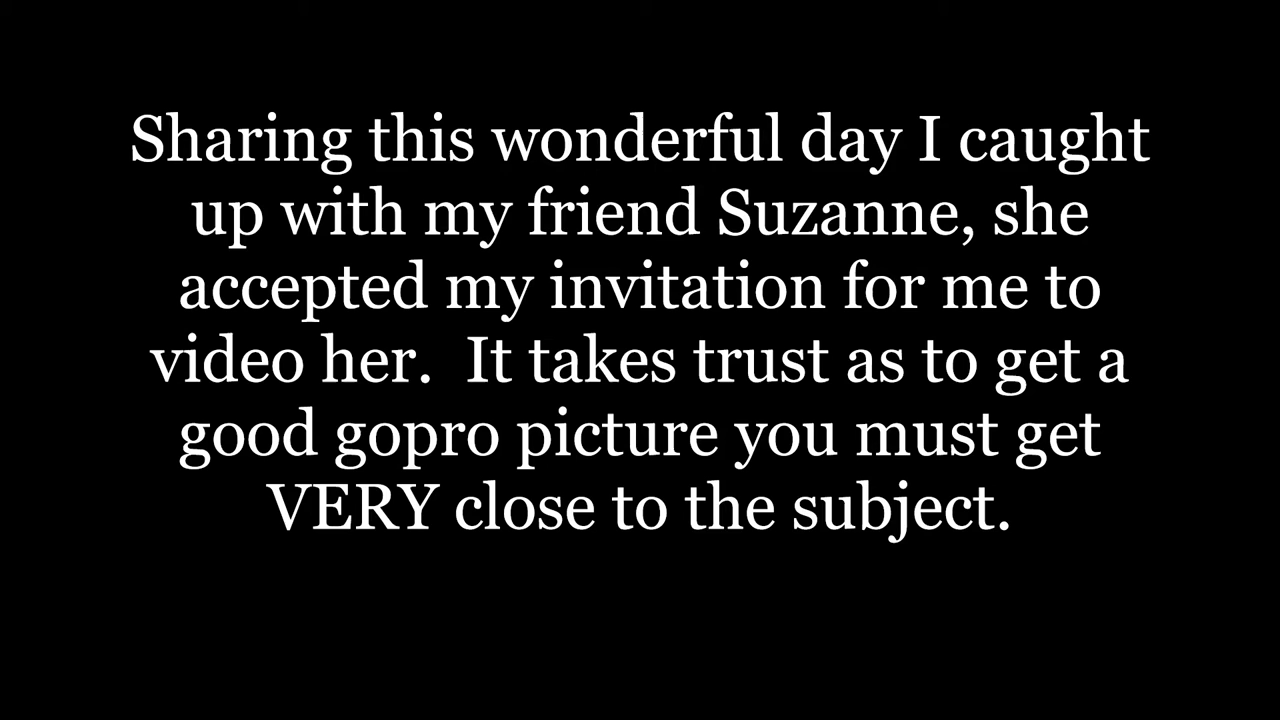 Sharing this wonderful day I caught
up with my friend Suzanne, she
accepted my invitation for me to
video her.  It takes trust as to get a
good gopro picture you must get
VERY close to the subject.